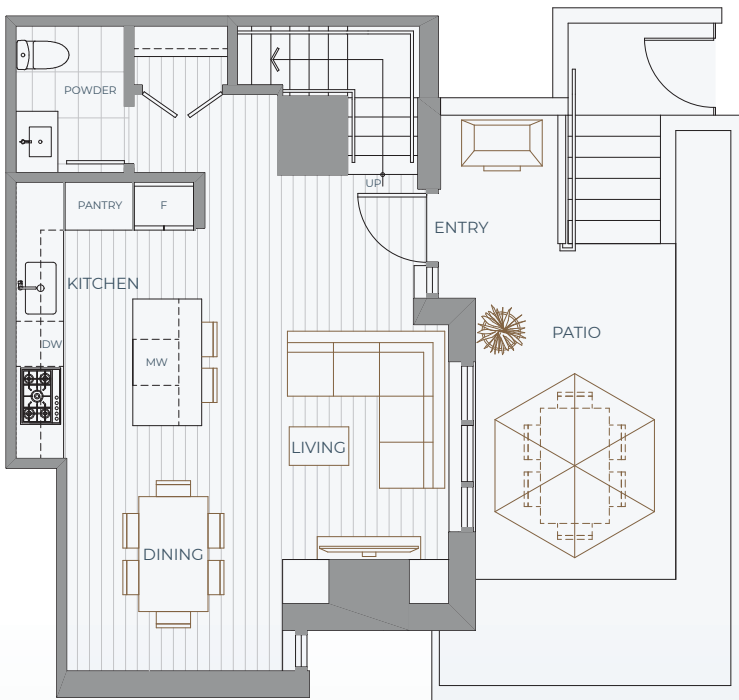 POWDER
UP
PANTRY
F
ENTRY
KITCHEN
PATIO
DW
MW
LIVING
DINING